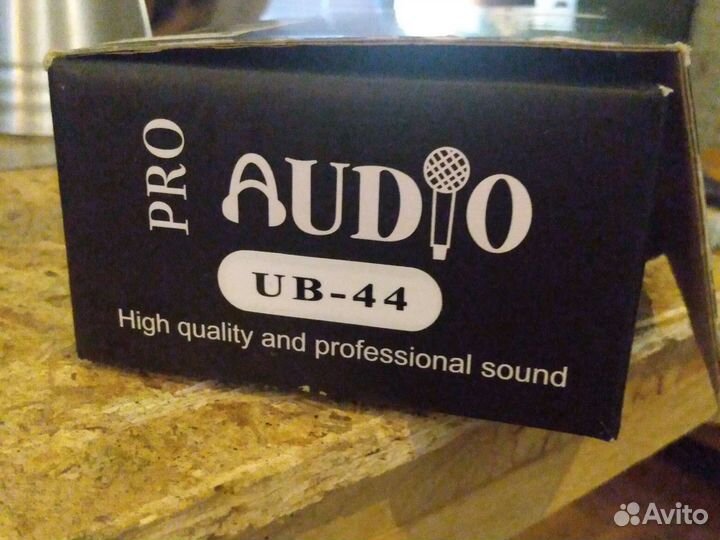 PRO
AUDIO
UB-44
High quality and professional sound
Avito